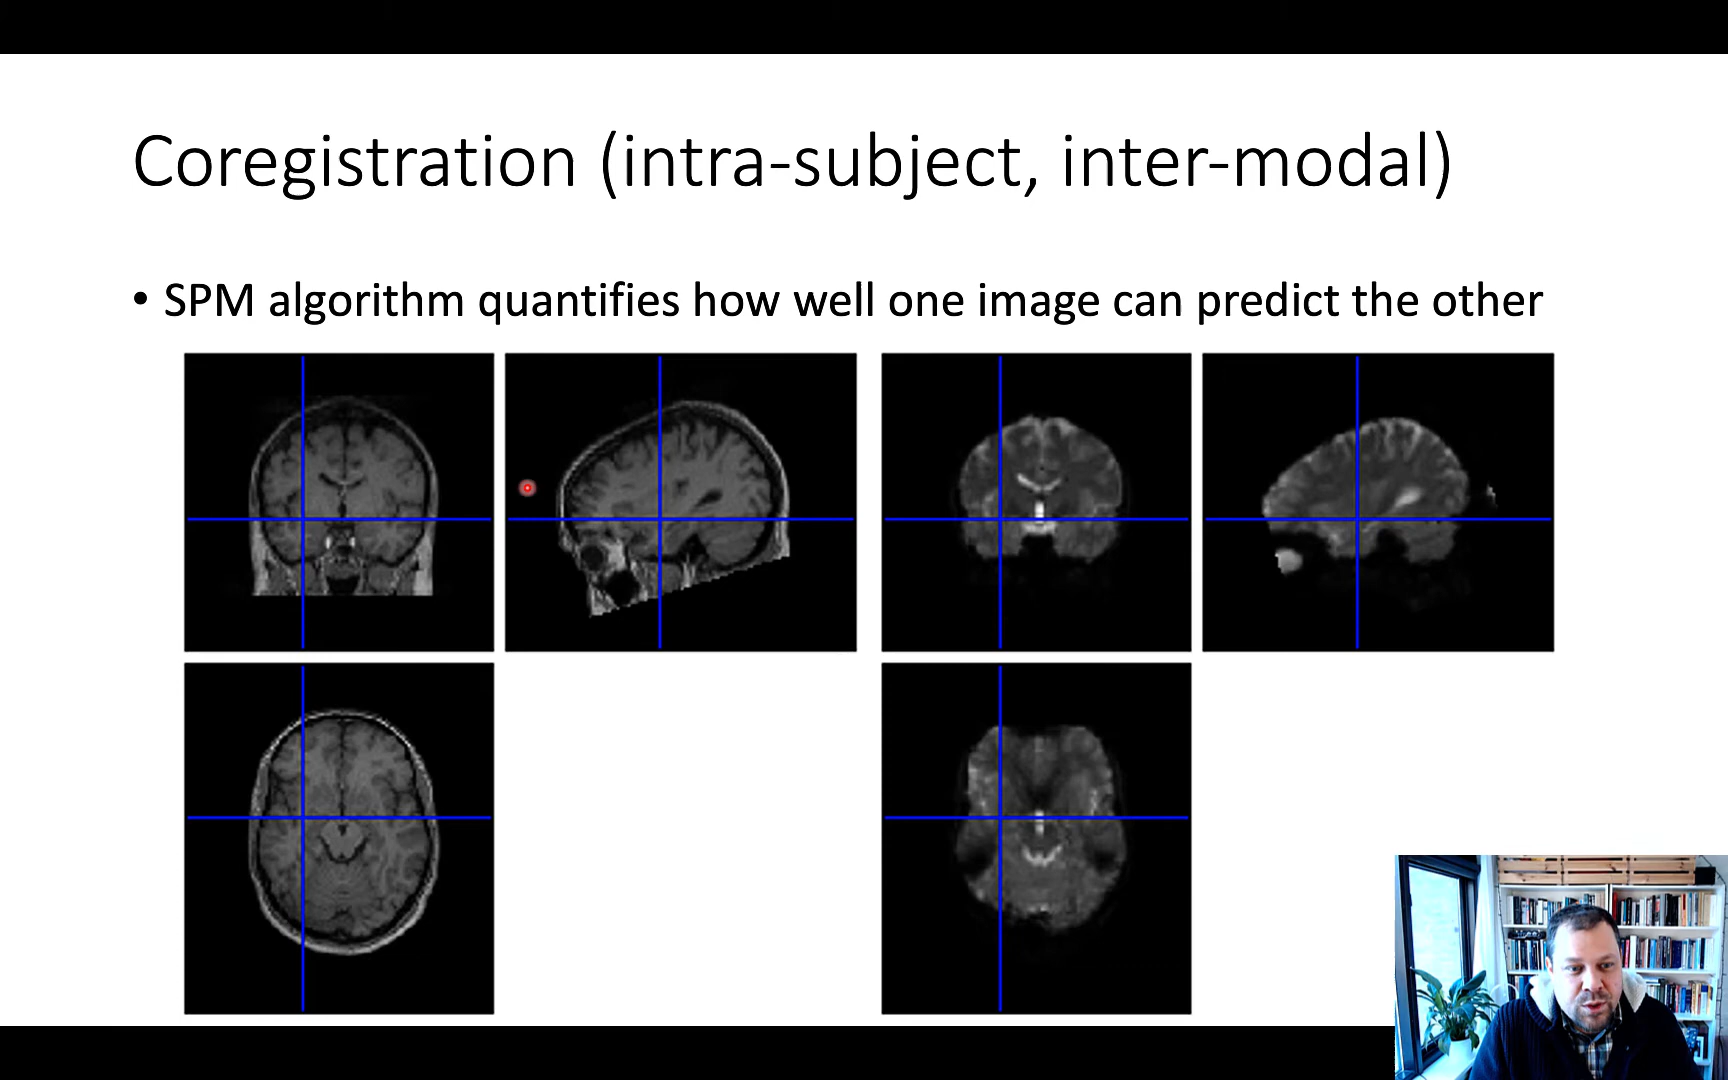 Coregistration (intra-subject, inter-modal)
• SPM algorithm quantifies how well one image can predict the other